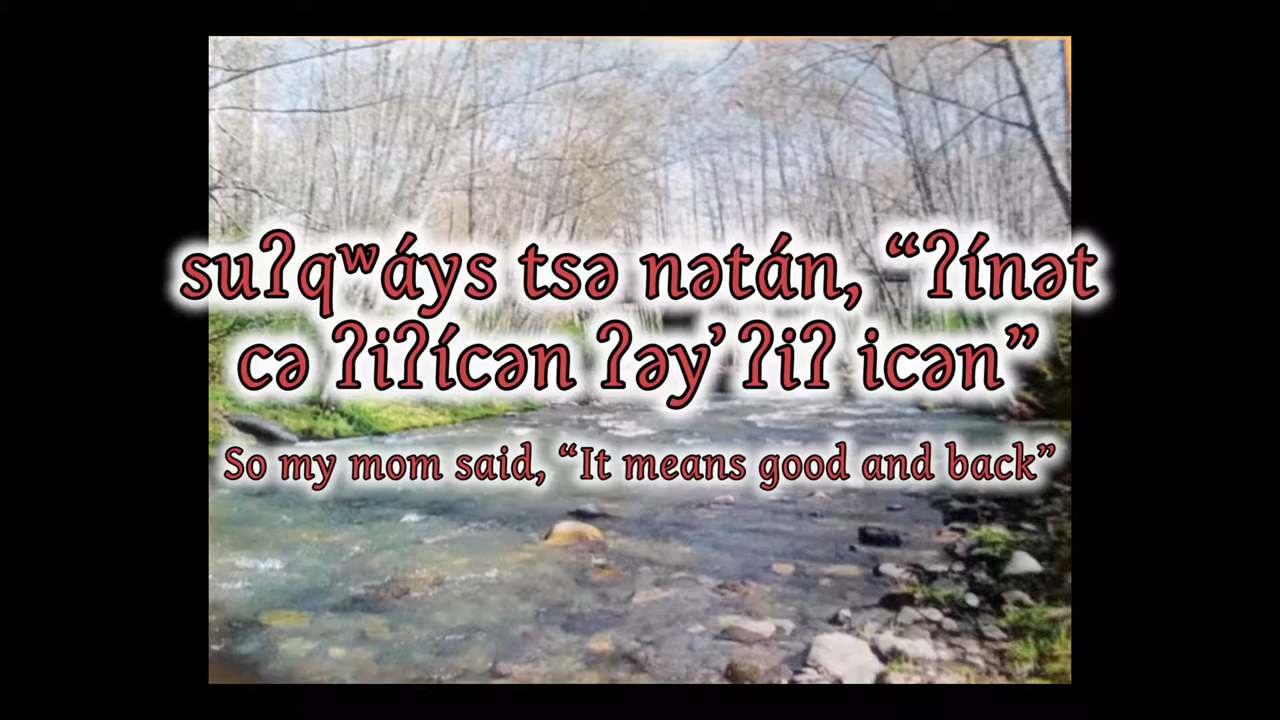 suʔqʷáys tsə nətán, “ʔínət
cə ʔiʔícən ʔəy̓ ʔiʔ icən”
So my mom said, “It means good and back”